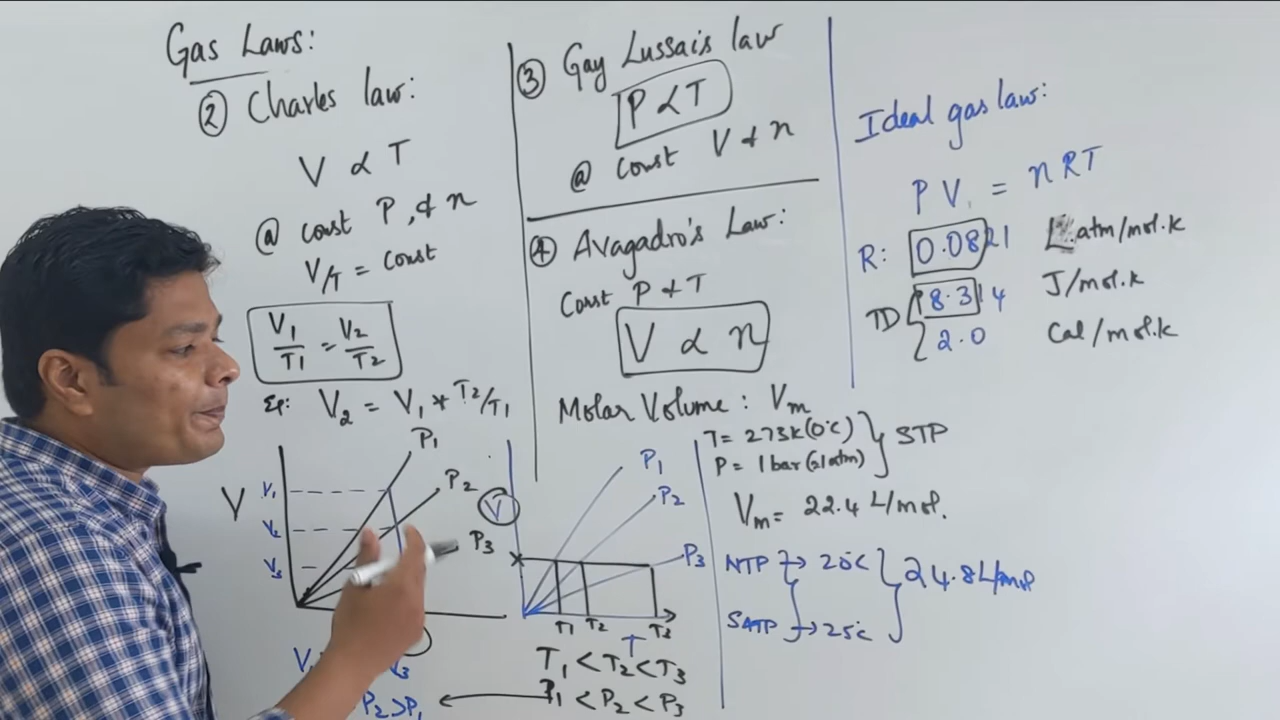 Gas Laws:
② Charles law:
V ∝ T
@ const P, & n
V/T = const
V1/T1 = V2/T2
Ep: V2 = V1 * T2/T1
V
V1
V2
V3
P1
P2
P3
P2 > P1
③ Gay Lussais law
P ∝ T
@ const V & n
④ Avagadro's Law:
Const P & T
V ∝ n
Molar Volume: Vm
T = 273k (0°C)
P = 1 bar (≈1 atm)
STP
Vm = 22.4 L/mol.
NTP → 20°C
SATP → 25°C
24.8 L/mol
V
P1
P2
P3
T1 T2 T3
T
T1 < T2 < T3
P1 < P2 < P3
Ideal gas law:
PV = nRT
R: 0.0821 L.atm/mol.k
TD 8.314 J/mol.k
2.0 Cal/mol.k